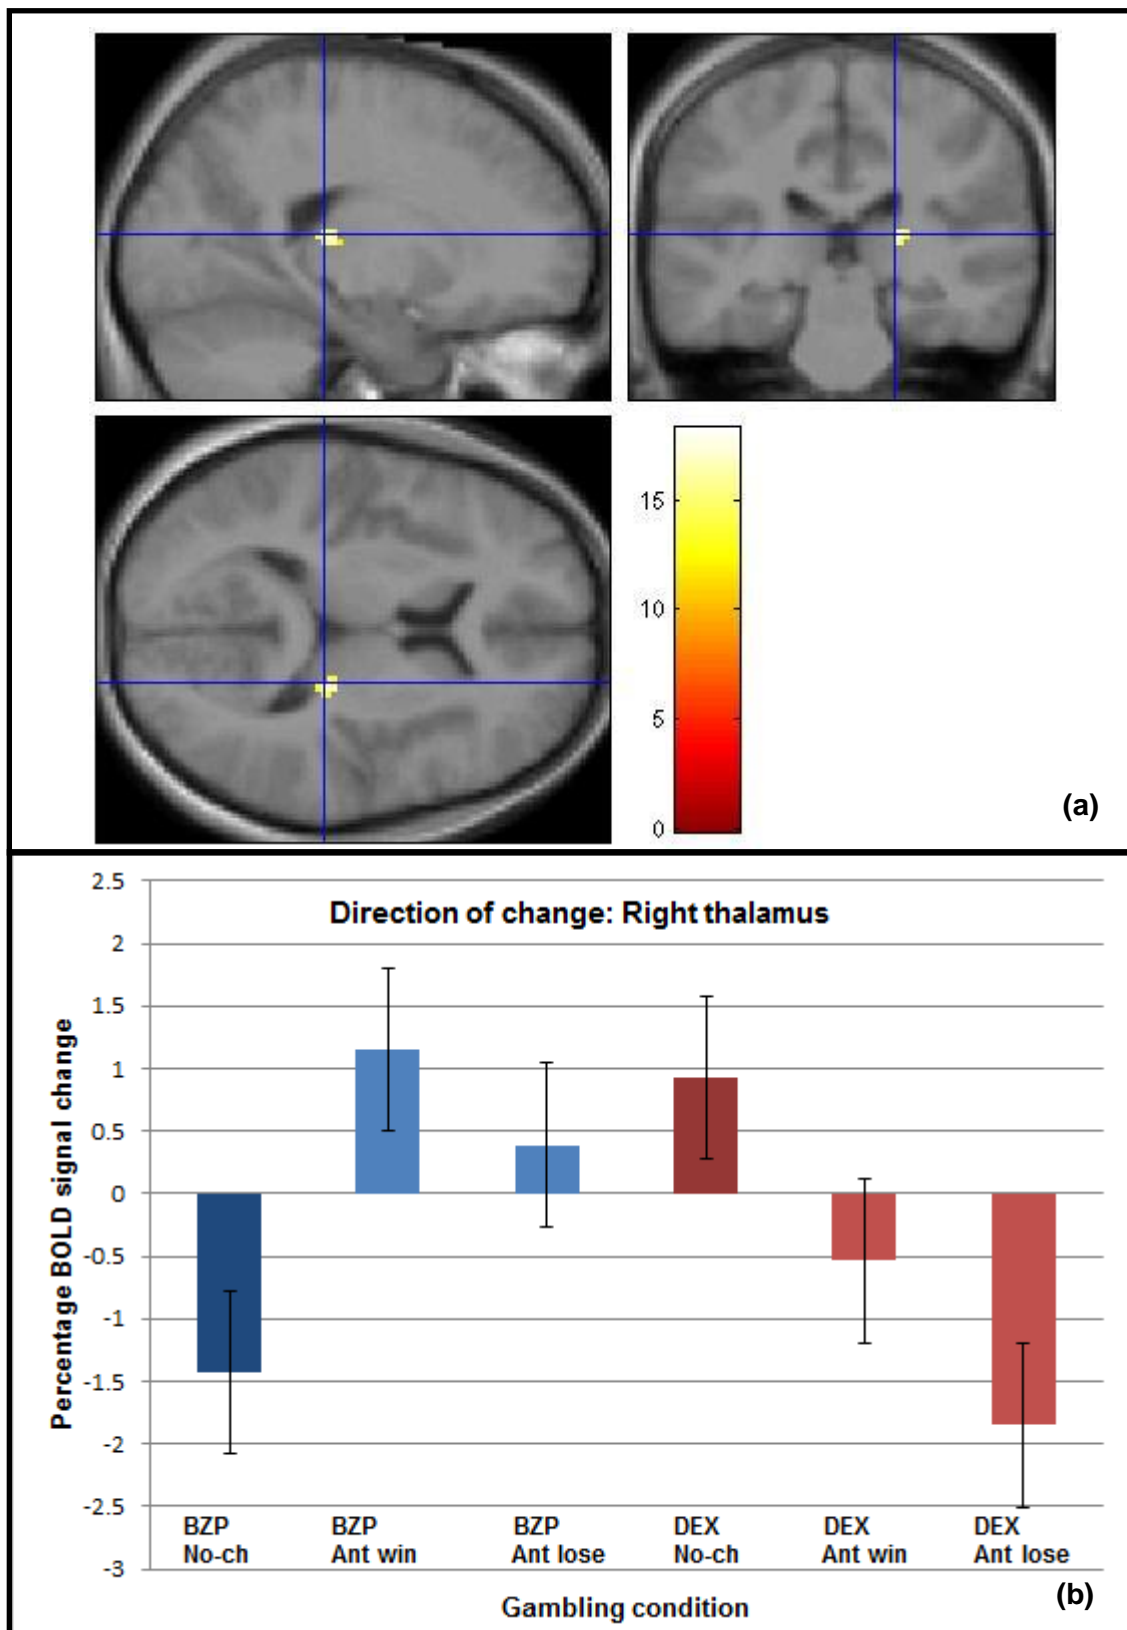 15
10
5
0
(a)
Direction of change: Right thalamus
Percentage BOLD signal change
2.5
2
1.5
1
0.5
0
-0.5
-1
-1.5
-2
-2.5
-3
BZP No-ch
BZP Ant win
BZP Ant lose
DEX No-ch
DEX Ant win
DEX Ant lose
Gambling condition
(b)